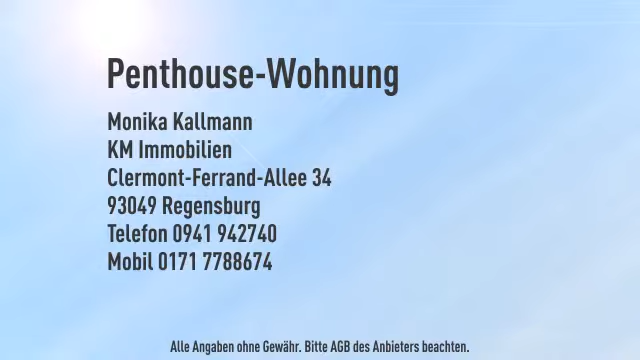 Penthouse-Wohnung
Monika Kallmann
KM Immobilien
Clermont-Ferrand-Allee 34
93049 Regensburg
Telefon 0941 942740
Mobil 0171 7788674
Alle Angaben ohne Gewähr. Bitte AGB des Anbieters beachten.